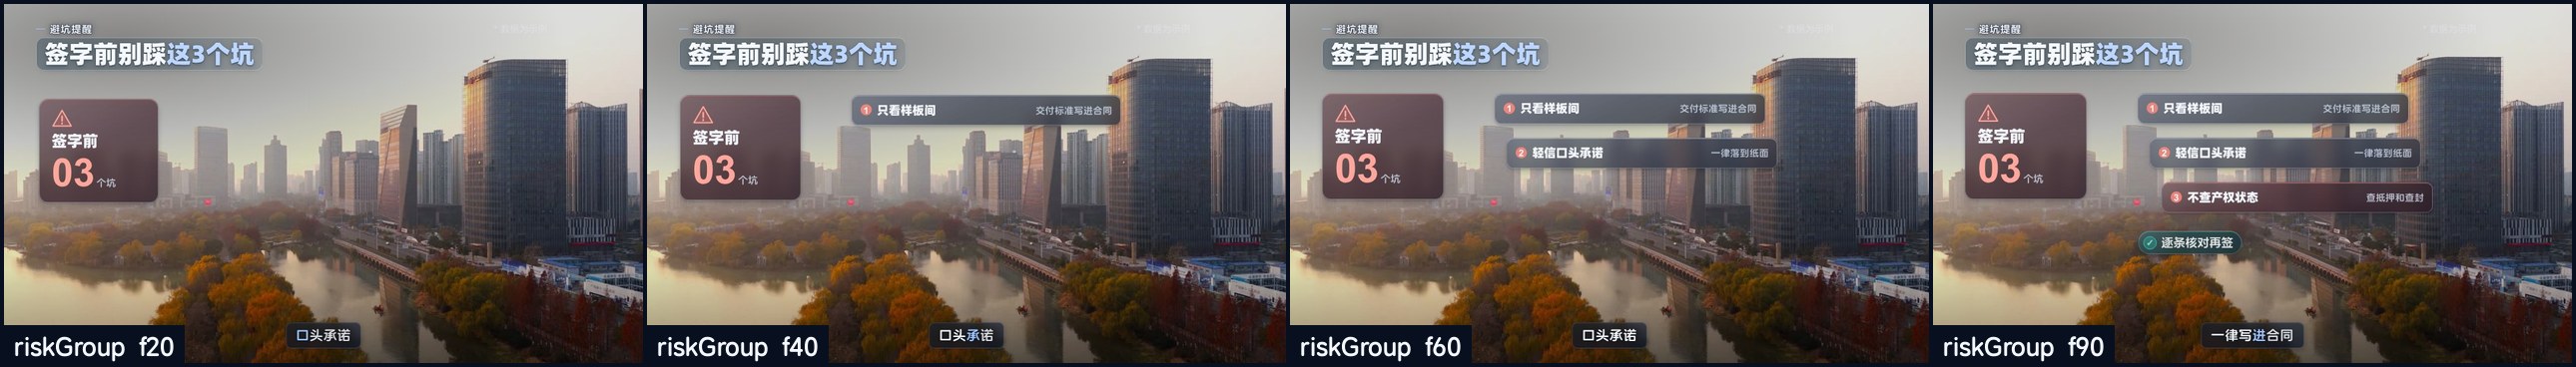 避坑提醒
签字前别踩这3个坑
签字前
03个坑
口头承诺
riskGroup f20
避坑提醒
签字前别踩这3个坑
签字前
03个坑
1 只看样板间 交付标准写进合同
口头承诺
riskGroup f40
避坑提醒
签字前别踩这3个坑
签字前
03个坑
1 只看样板间 交付标准写进合同
2 轻信口头承诺 一律落到纸面
口头承诺
riskGroup f60
避坑提醒
签字前别踩这3个坑
签字前
03个坑
1 只看样板间 交付标准写进合同
2 轻信口头承诺 一律落到纸面
3 不查产权状态 查抵押和查封
逐条核对再签
一律写进合同
riskGroup f90